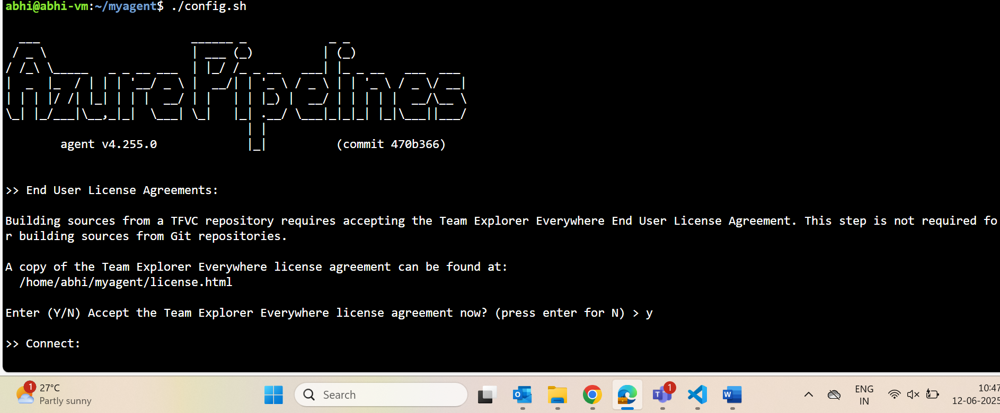 abhi@abhi-vm:~/myagent$ ./config.sh
  ___                      ______ _            _ _
 / _ \                     | ___ (_)          | (_)
/ /_\ \_____   _ _ __ ___  | |_/ /_ _ __   ___| |_ _ __   ___  ___
|  _  |_  / | | | '__/ _ \ |  __/| | '_ \ / _ \ | | '_ \ / _ \/ __|
| | | |/ /| |_| | | |  __/ | |   | | |_) |  __/ | | | | |  __/\__ \
\_| |_/___|\__,_|_|  \___| \_|   |_| .__/ \___|_|_|_| |_|\___||___/
                                   | |
        agent v4.255.0             |_|          (commit 470b366)
>> End User License Agreements:
Building sources from a TFVC repository requires accepting the Team Explorer Everywhere End User License Agreement. This step is not required fo
r building sources from Git repositories.
A copy of the Team Explorer Everywhere license agreement can be found at:
  /home/abhi/myagent/license.html
Enter (Y/N) Accept the Team Explorer Everywhere license agreement now? (press enter for N) > y
>> Connect:
1
27°C
Partly sunny
Search
1
ENG
IN
10:47
12-06-2025